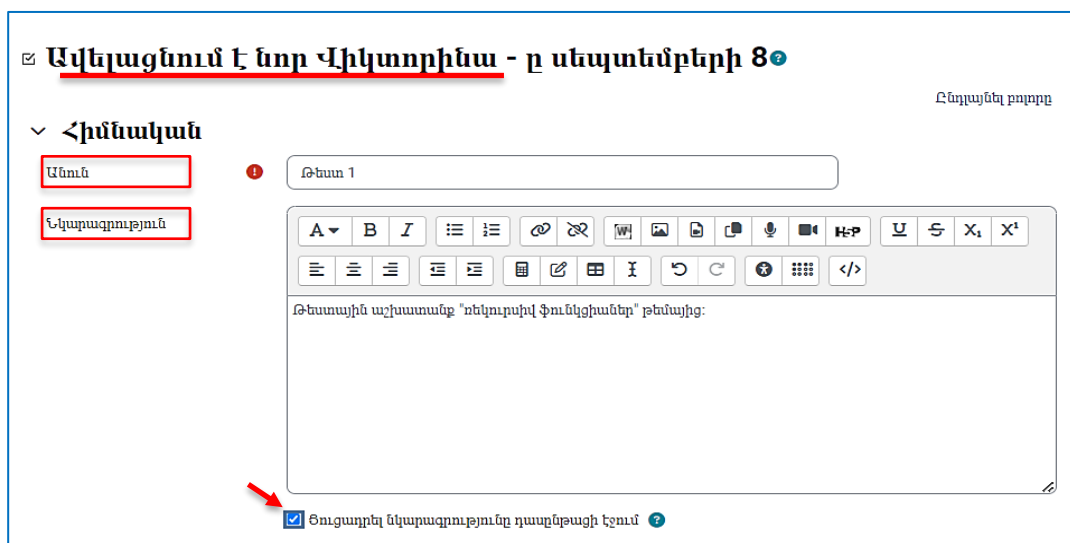 Ավելացնում է նոր Վիկտորինա - ը սեպտեմբերի 8
Ընդլայնել բոլորը
Հիմնական
Անուն
Թեստ 1
Նկարագրություն
A B I W H-P U S X₁ X¹
</>
Թեստային աշխատանք "ռեկուրսիվ ֆունկցիաներ" թեմայից:
Ցուցադրել նկարագրությունը դասընթացի էջում